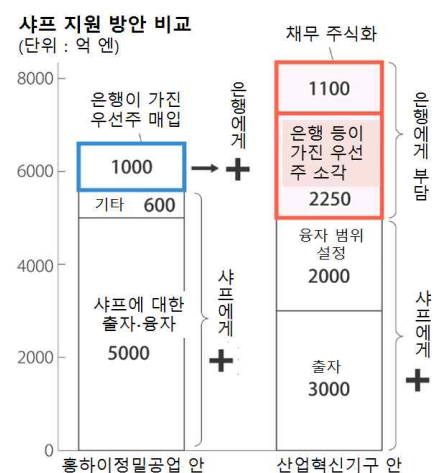 샤프 지원 방안 비교
(단위 : 억 엔)
8000
6000
4000
2000
0
은행이 가진
우선주 매입
1000
기타 600
샤프에 대한
출자·융자
5000
은행에게
+
샤프에게
+
채무 주식화
1100
은행 등이
가진 우선
주 소각
2250
융자 범위
설정
2000
출자
3000
은행에게 부담
샤프에게
+
홍하이정밀공업 안
산업혁신기구 안